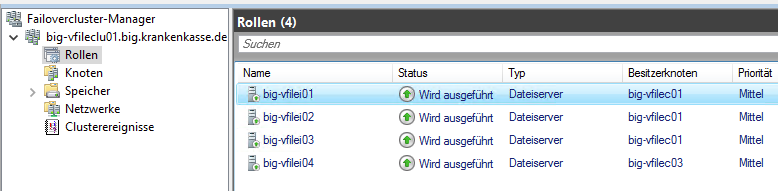 Failovercluster-Manager
big-vfileclu01.big.krankenkasse.de
Rollen
Knoten
Speicher
Netzwerke
Clusterereignisse
Rollen (4)
Suchen
Name Status Typ Besitzerknoten Priorität
big-vfilei01 Wird ausgeführt Dateiserver big-vfilec01 Mittel
big-vfilei02 Wird ausgeführt Dateiserver big-vfilec01 Mittel
big-vfilei03 Wird ausgeführt Dateiserver big-vfilec01 Mittel
big-vfilei04 Wird ausgeführt Dateiserver big-vfilec03 Mittel